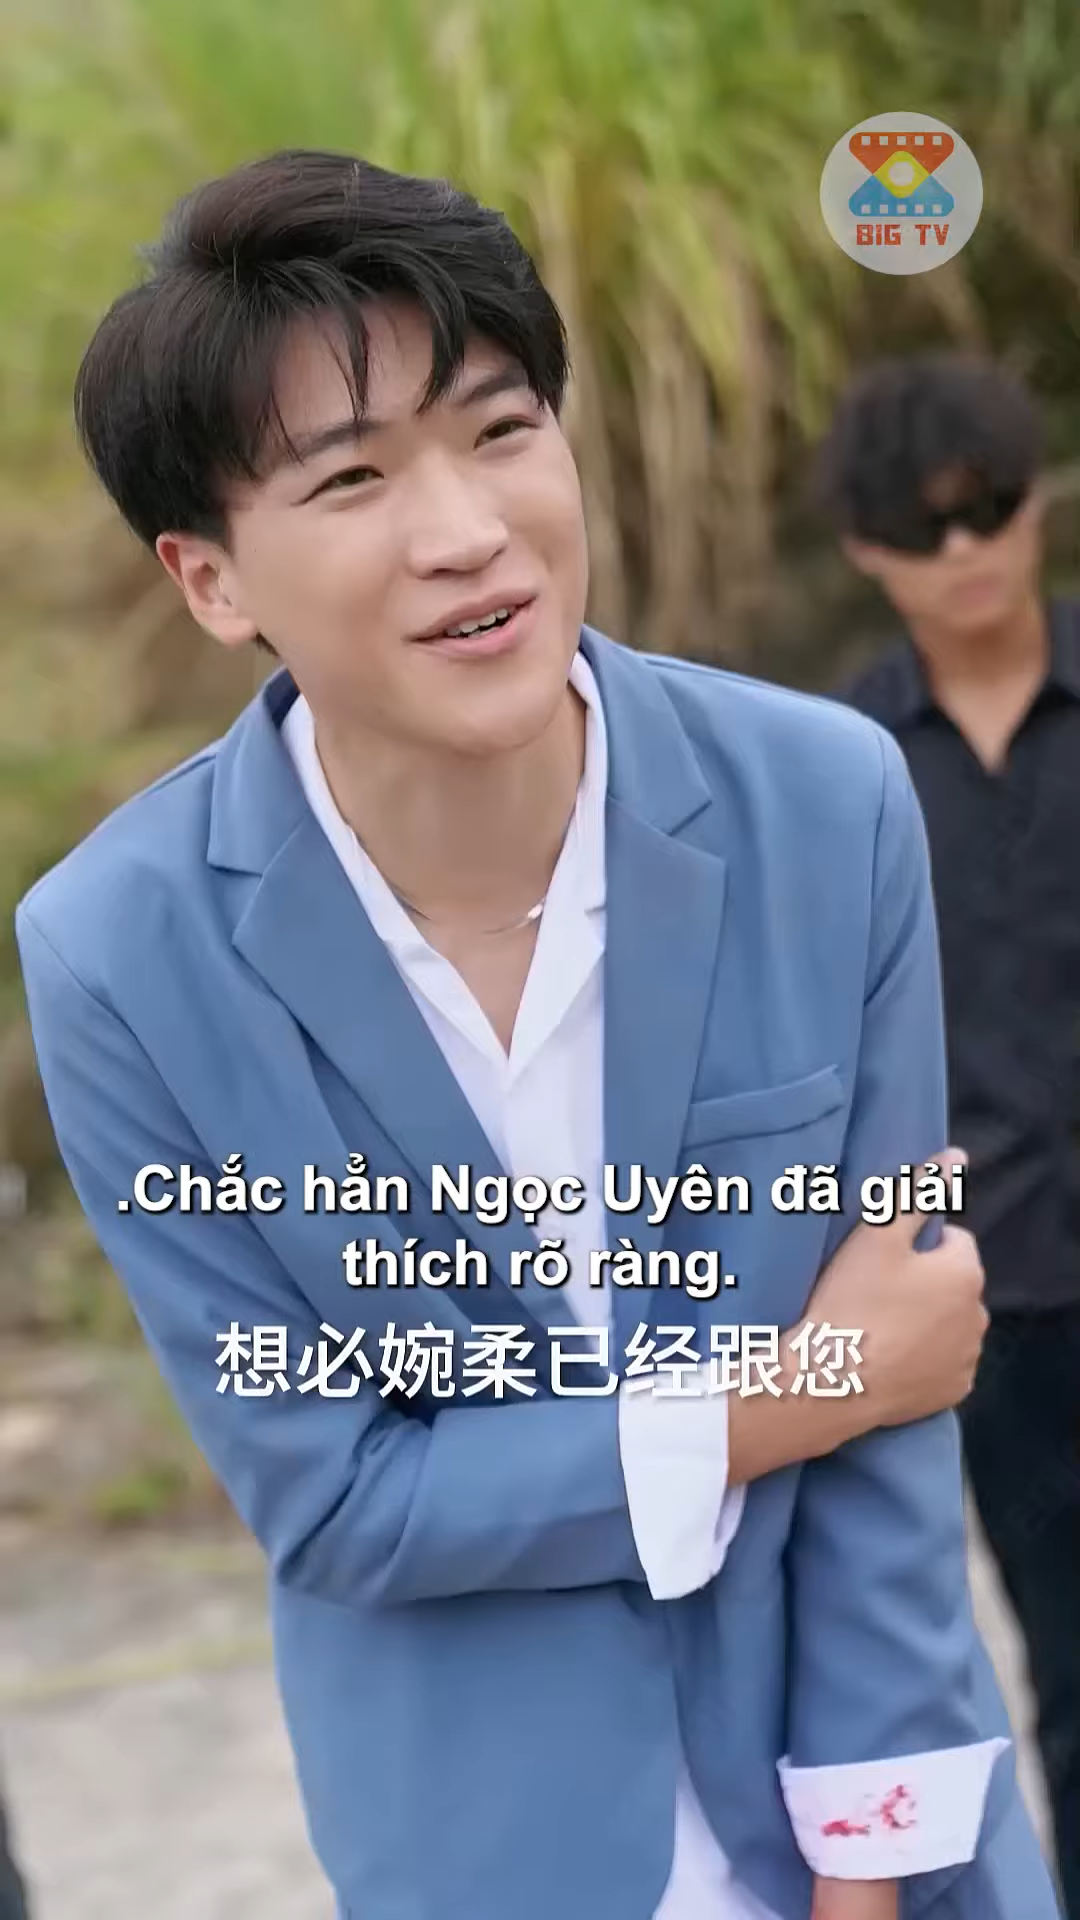 BIG TV
.Chắc hẳn Ngọc Uyên đã giải
thích rõ ràng.
想必婉柔已经跟您